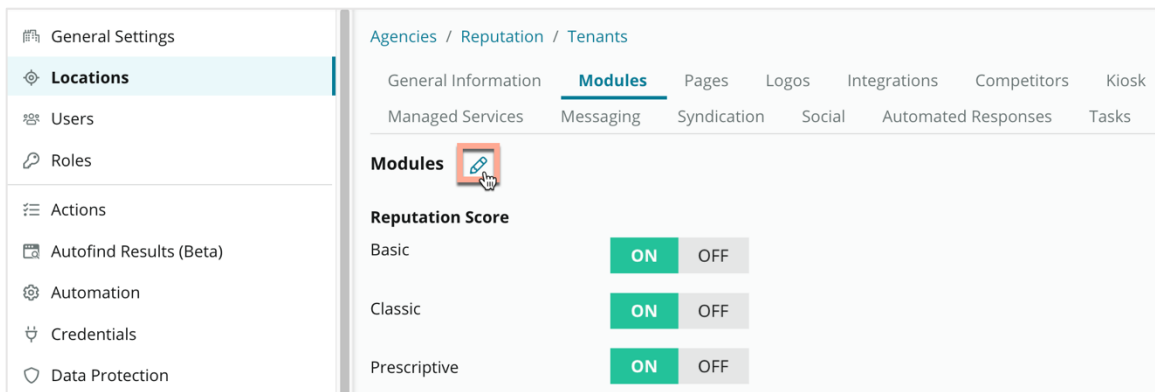 General Settings
Locations
Users
Roles
Actions
Autofind Results (Beta)
Automation
Credentials
Data Protection
Agencies / Reputation / Tenants
General Information Modules Pages Logos Integrations Competitors Kiosk
Managed Services Messaging Syndication Social Automated Responses Tasks
Modules
Reputation Score
Basic ON OFF
Classic ON OFF
Prescriptive ON OFF